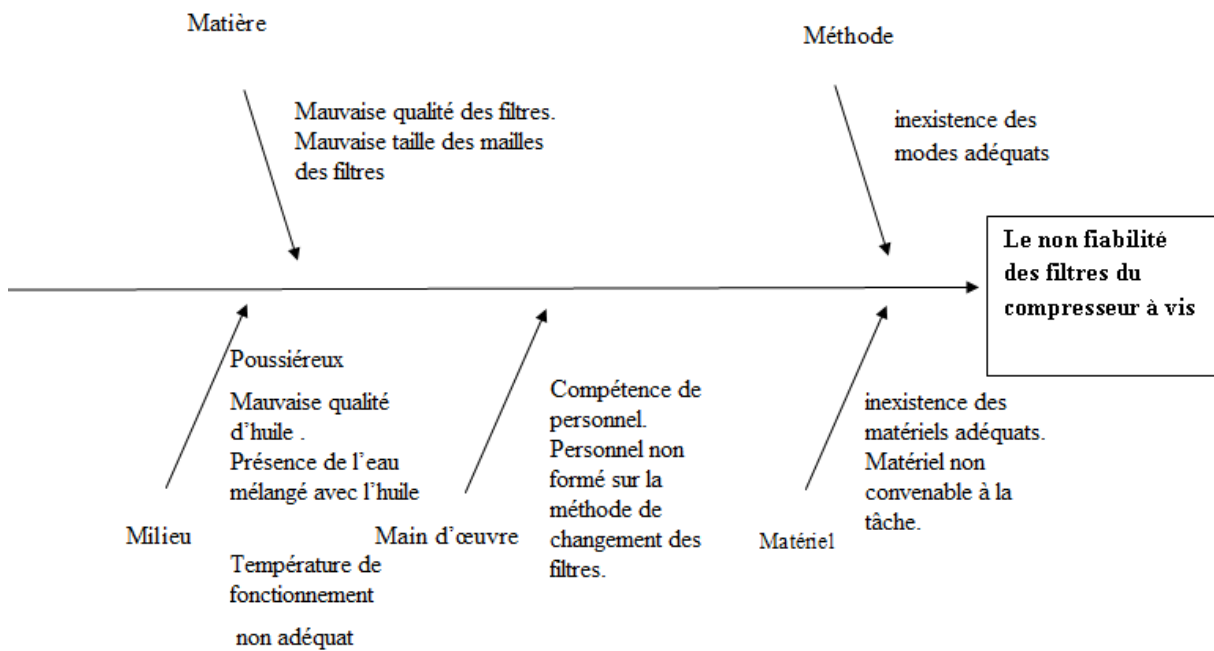 Matière
Mauvaise qualité des filtres.
Mauvaise taille des mailles
des filtres
Méthode
inexistence des
modes adéquats
Le non fiabilité
des filtres du
compresseur à vis
Poussiéreux
Mauvaise qualité
d’huile .
Présence de l’eau
mélangé avec l’huile
Milieu
Température de
fonctionnement
non adéquat
Main d’œuvre
Compétence de
personnel.
Personnel non
formé sur la
méthode de
changement des
filtres.
Matériel
inexistence des
matériels adéquats.
Matériel non
convenable à la
tâche.